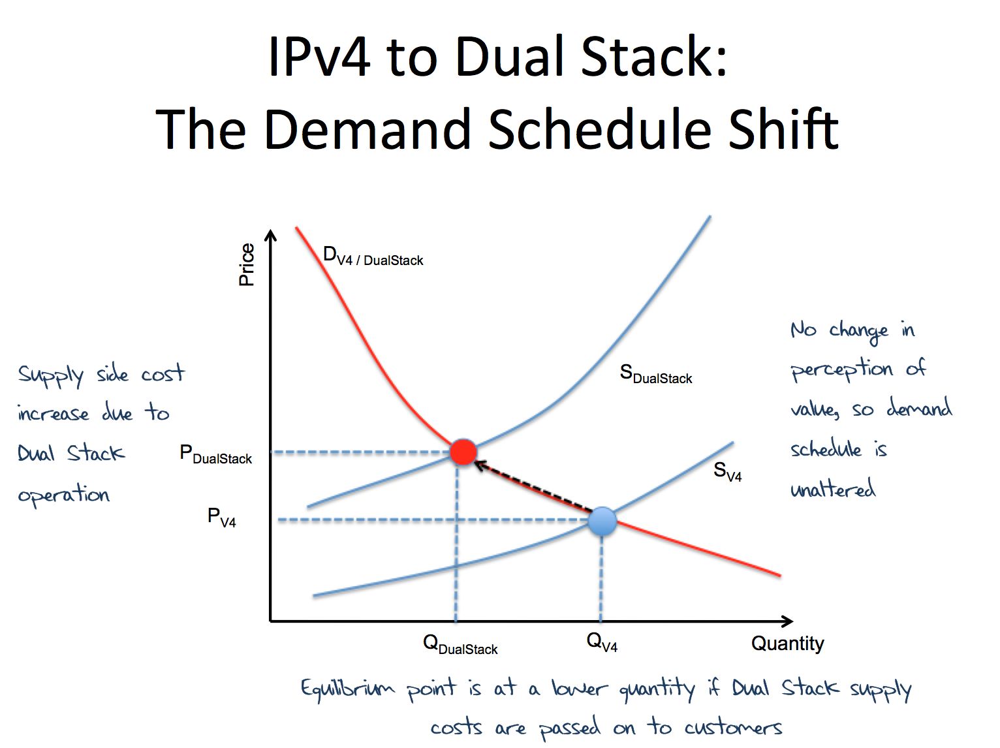 IPv4 to Dual Stack:
The Demand Schedule Shift
Price
D V4 / DualStack
S DualStack
No change in
perception of
value, so demand
schedule is
unaltered
Supply side cost
increase due to
Dual Stack
operation
P DualStack
S V4
P V4
Q DualStack
Q V4
Quantity
Equilibrium point is at a lower quantity if Dual Stack supply
costs are passed on to customers